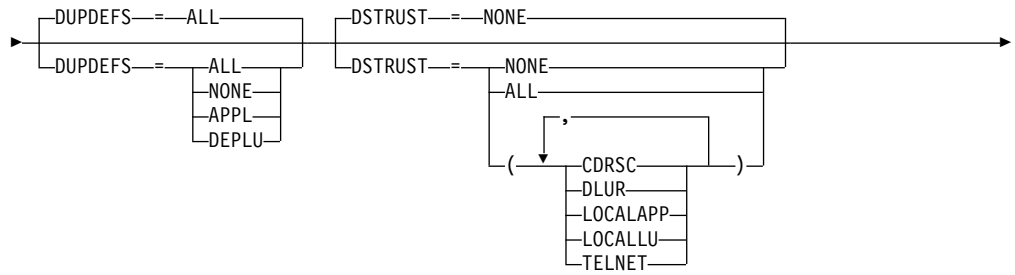 DUPDEFS = ALL DSTRUST = NONE
DUPDEFS = ALL DSTRUST = NONE
NONE ALL
APPL ,
DEPLU
( CDRSC )
DLUR
LOCALAPP
LOCALLU
TELNET